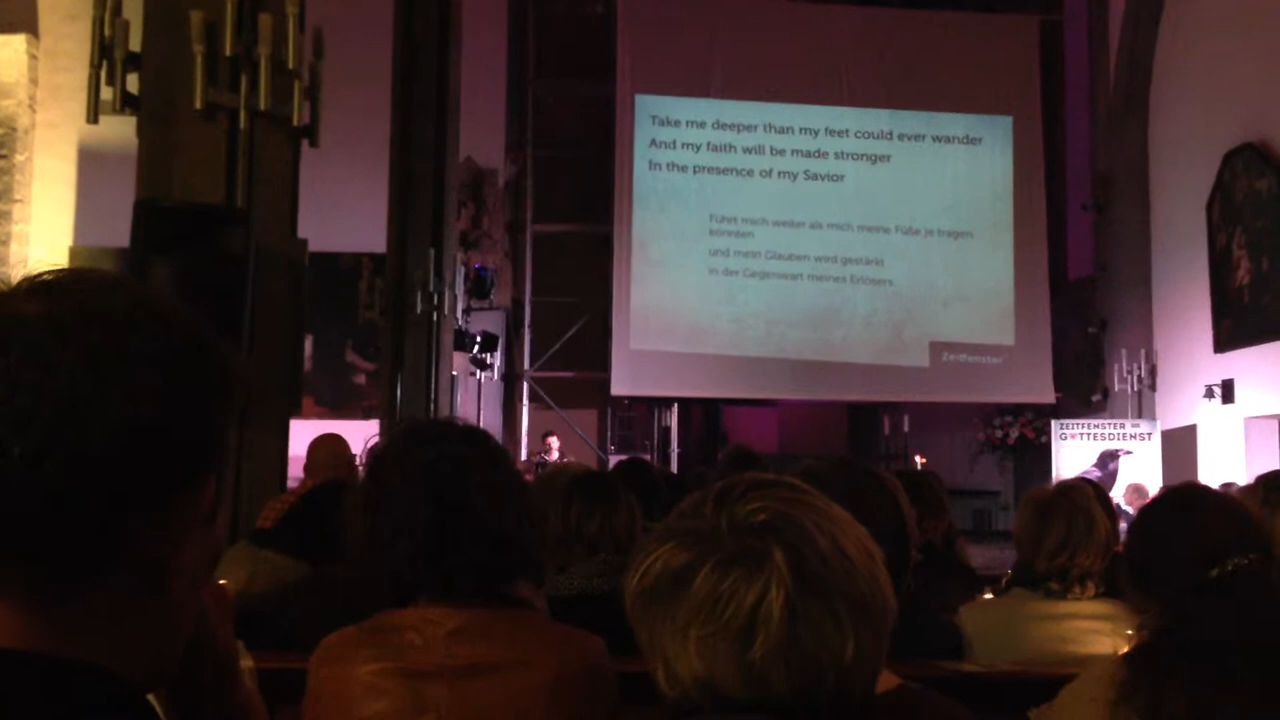 Take me deeper than my feet could ever wander
And my faith will be made stronger
In the presence of my Savior
Führt mich weiter als mich meine Füße je tragen
könnten
und mein Glauben wird gestärkt
in der Gegenwart meines Erlösers
Zeitfenster
ZEITFENSTER
GOTTESDIENST